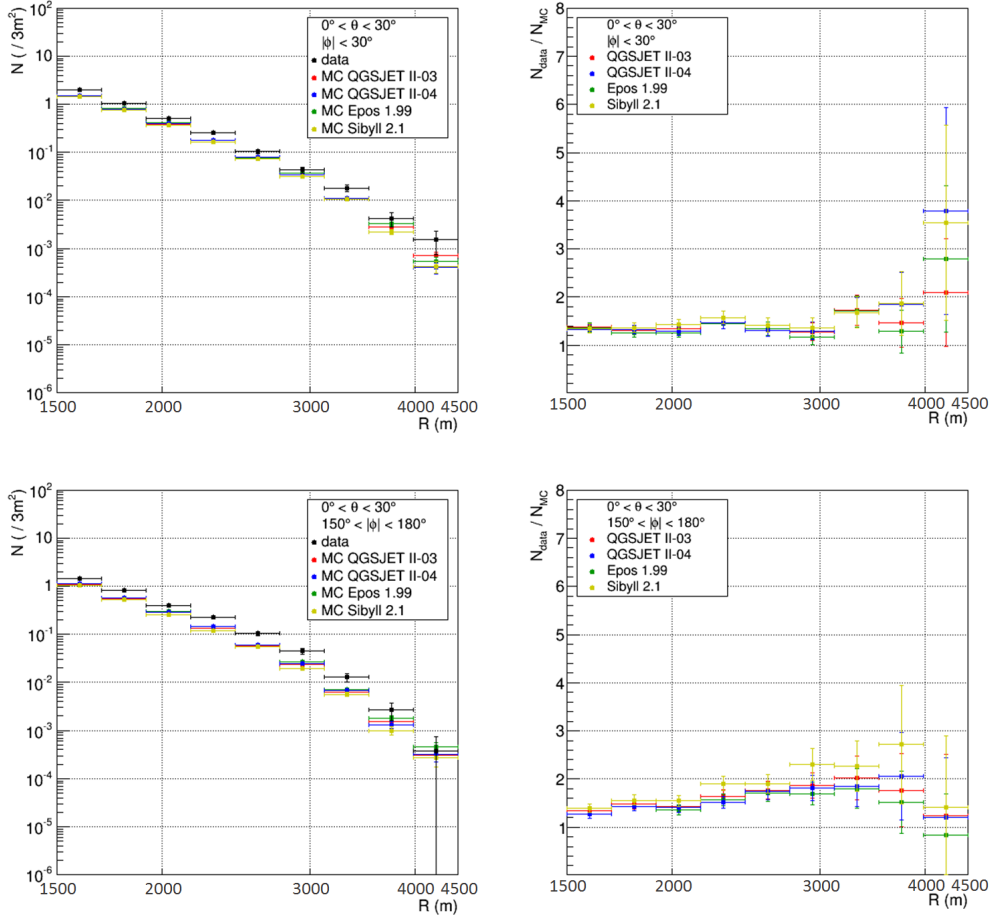 10²
10
1
10⁻¹
10⁻²
10⁻³
10⁻⁴
10⁻⁵
10⁻⁶
N ( / 3m²)
0° < θ < 30°
|ϕ| < 30°
data
MC QGSJET II-03
MC QGSJET II-04
MC Epos 1.99
MC Sibyll 2.1
1500 2000 3000 4000 4500
R (m)
8
7
6
5
4
3
2
1
N_data / N_MC
0° < θ < 30°
|ϕ| < 30°
QGSJET II-03
QGSJET II-04
Epos 1.99
Sibyll 2.1
1500 2000 3000 4000 4500
R (m)
10²
10
1
10⁻¹
10⁻²
10⁻³
10⁻⁴
10⁻⁵
10⁻⁶
N ( / 3m²)
0° < θ < 30°
150° < |ϕ| < 180°
data
MC QGSJET II-03
MC QGSJET II-04
MC Epos 1.99
MC Sibyll 2.1
1500 2000 3000 4000 4500
R (m)
8
7
6
5
4
3
2
1
N_data / N_MC
0° < θ < 30°
150° < |ϕ| < 180°
QGSJET II-03
QGSJET II-04
Epos 1.99
Sibyll 2.1
1500 2000 3000 4000 4500
R (m)